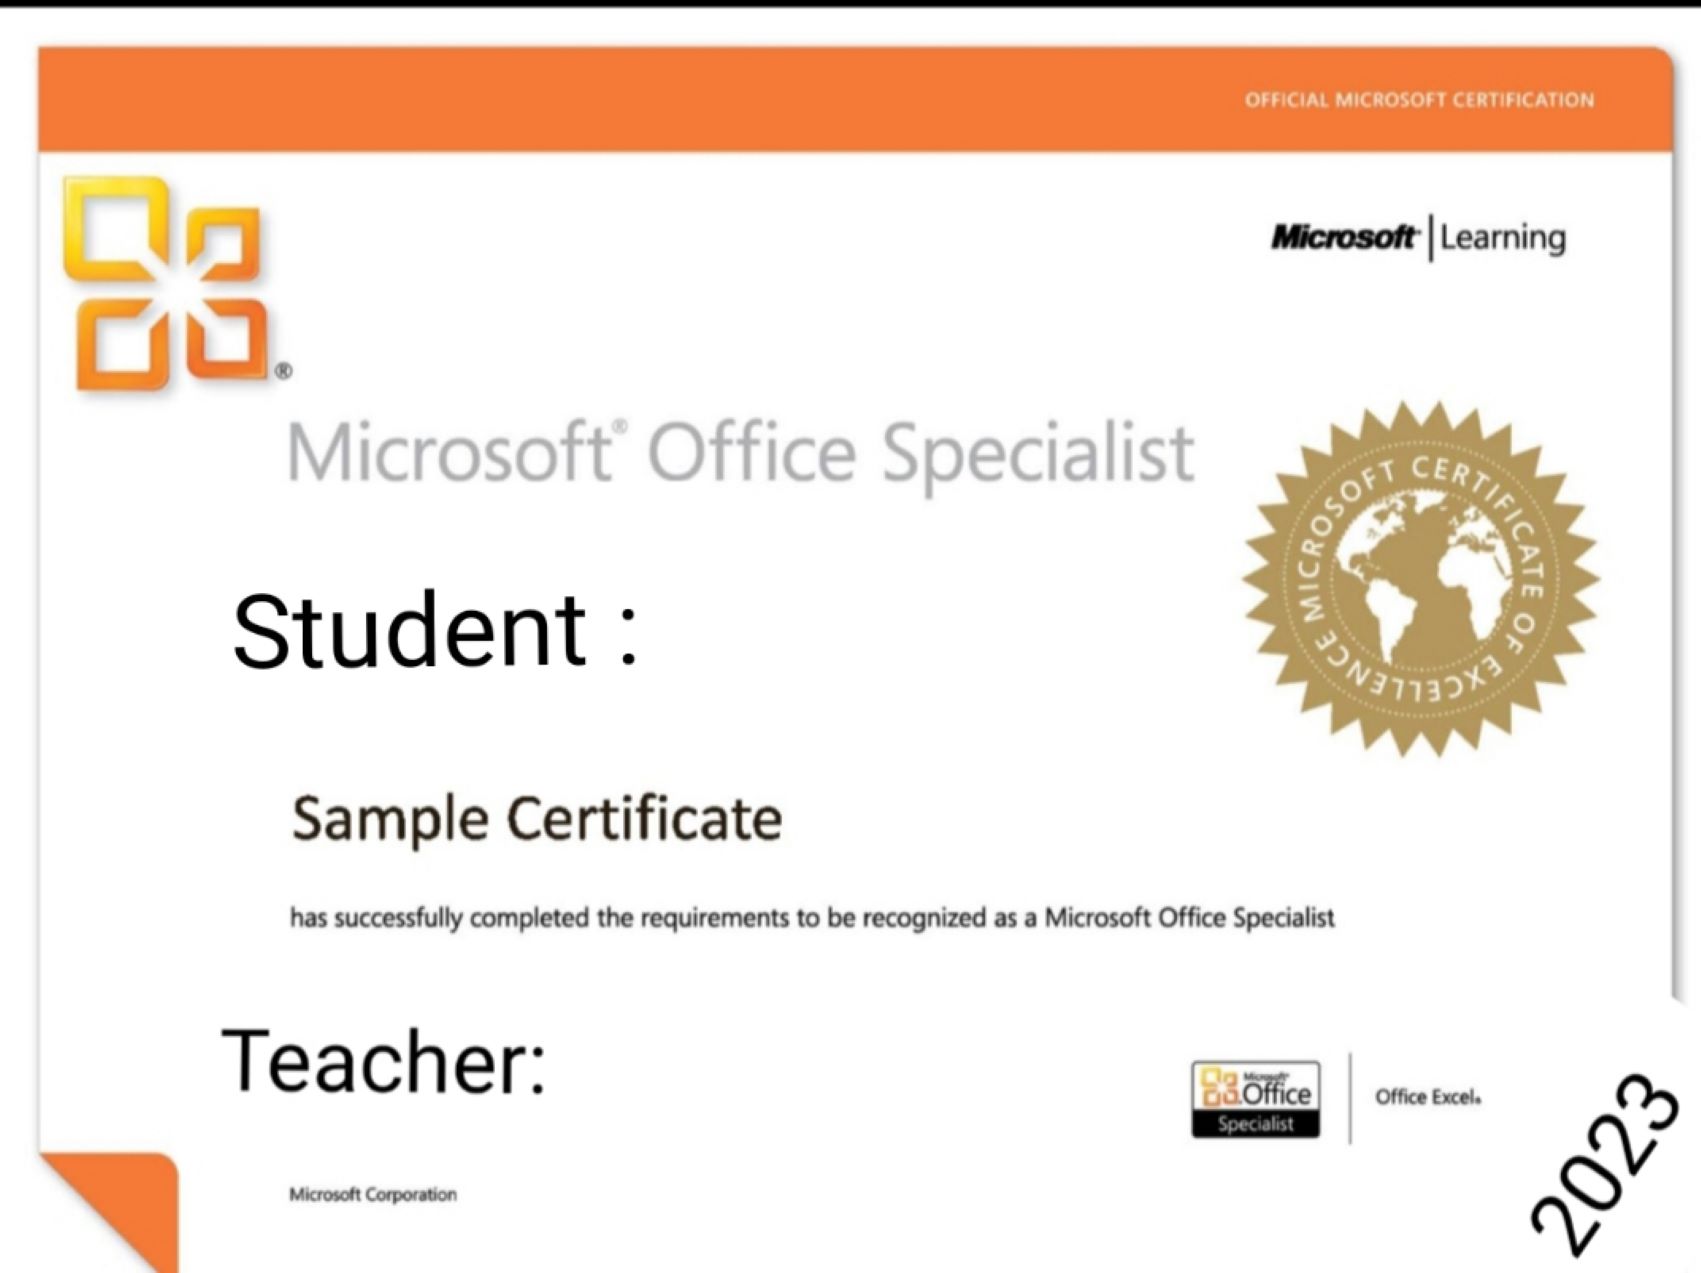 OFFICIAL MICROSOFT CERTIFICATION
Microsoft | Learning
®
Microsoft® Office Specialist
MICROSOFT CERTIFICATE OF EXCELLENCE
Student :
Sample Certificate
has successfully completed the requirements to be recognized as a Microsoft Office Specialist
Teacher:
Microsoft®
Office
Specialist
Office Excel®
2023
Microsoft Corporation